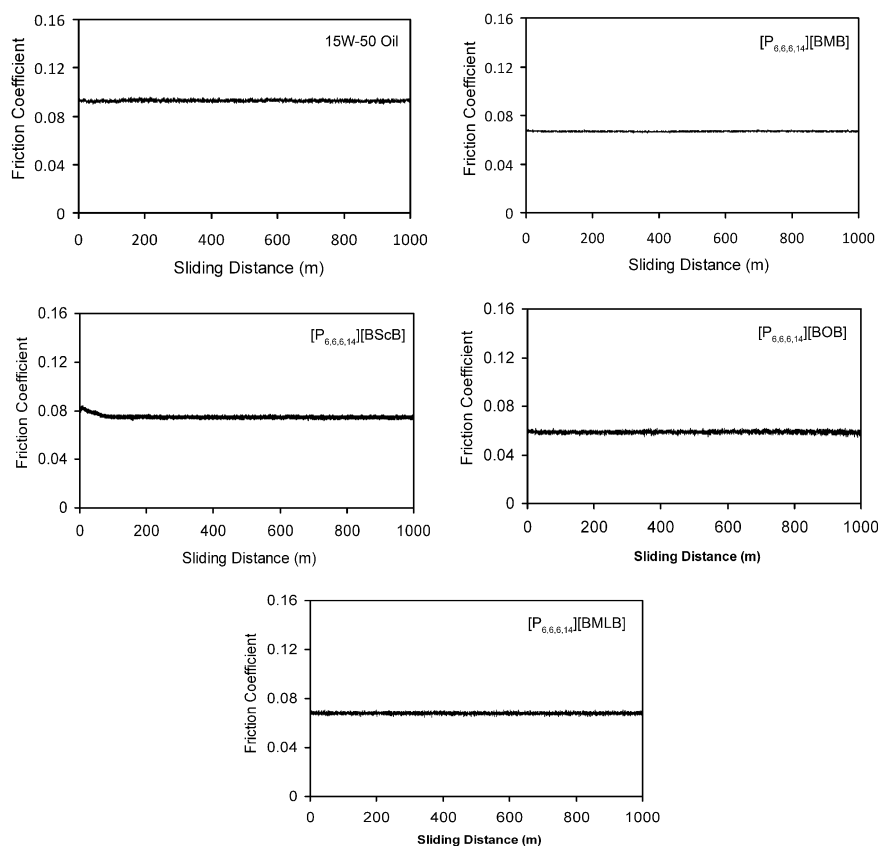 15W-50 Oil
Friction Coefficient
0.16
0.12
0.08
0.04
0
0 200 400 600 800 1000
Sliding Distance (m)
[P6,6,6,14][BMB]
Friction Coefficient
0.16
0.12
0.08
0.04
0
0 200 400 600 800 1000
Sliding Distance (m)
[P6,6,6,14][BScB]
Friction Coefficient
0.16
0.12
0.08
0.04
0
0 200 400 600 800 1000
Sliding Distance (m)
[P6,6,6,14][BOB]
Friction Coefficient
0.16
0.12
0.08
0.04
0
0 200 400 600 800 1000
Sliding Distance (m)
[P6,6,6,14][BMLB]
Friction Coefficient
0.16
0.12
0.08
0.04
0
0 200 400 600 800 1000
Sliding Distance (m)